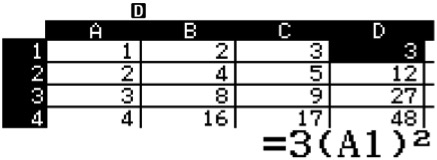 D
A B C D
1 1 2 3 3
2 2 4 5 12
3 3 8 9 27
4 4 16 17 48
=3(A1)²